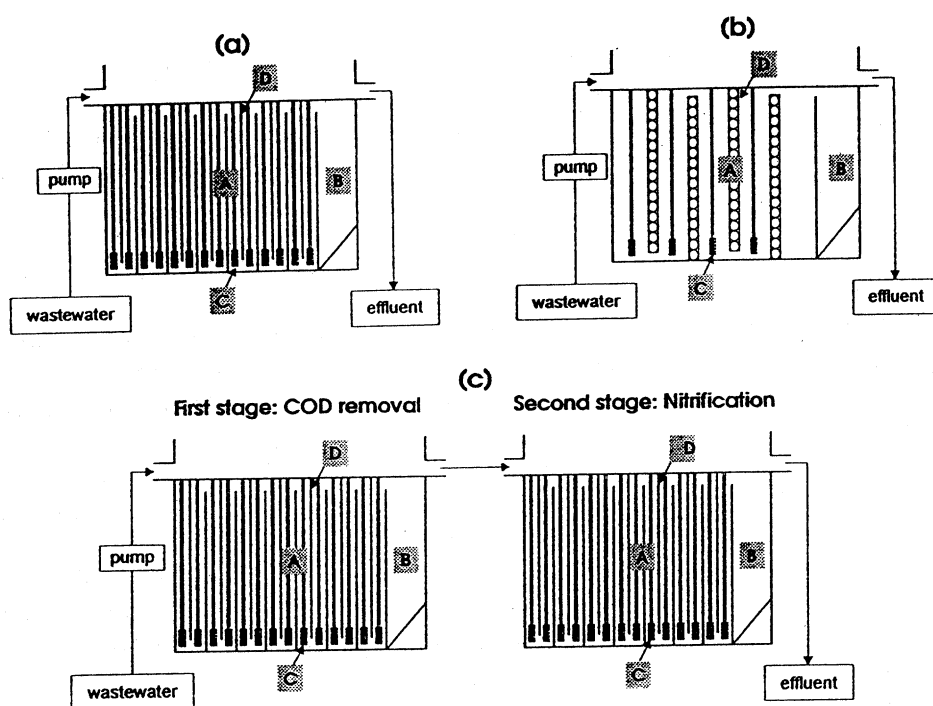 (a)
D
A
B
pump
C
wastewater
effluent
(b)
D
A
B
pump
C
wastewater
effluent
(c)
First stage: COD removal
Second stage: Nitrification
D
A
B
pump
C
wastewater
D
A
B
C
effluent